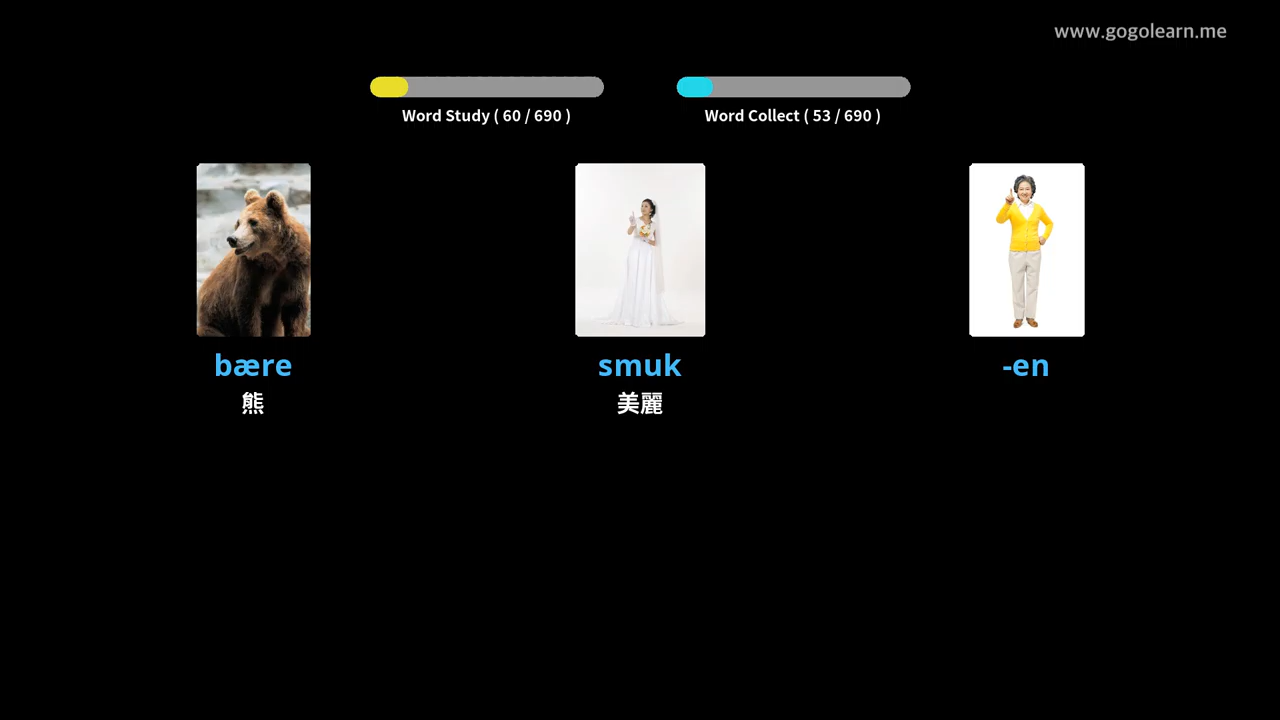 www.gogolearn.me
Word Study ( 60 / 690 )
Word Collect ( 53 / 690 )
bære
熊
smuk
美麗
-en